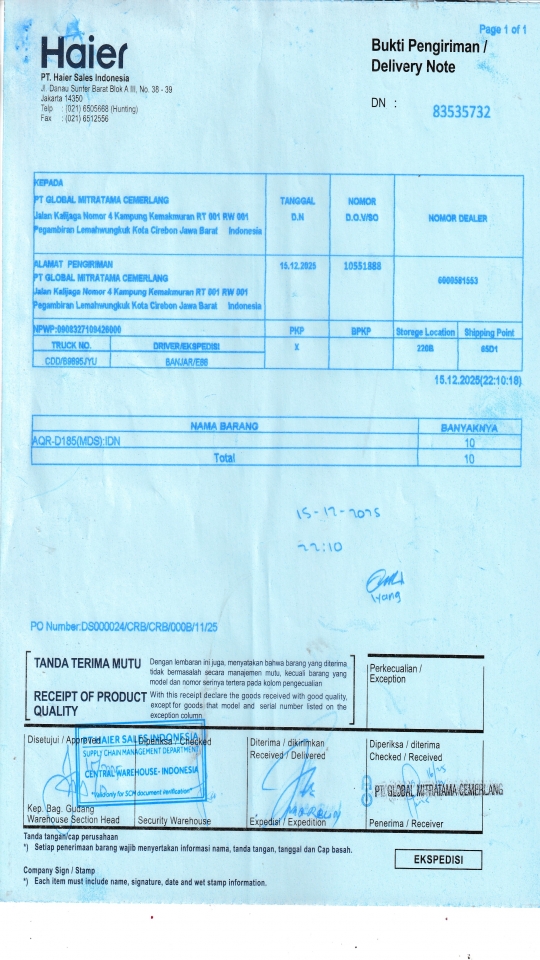 Page 1 of 1
Haier
Bukti Pengiriman /
Delivery Note
PT. Haier Sales Indonesia
Jl. Danau Sunter Barat Blok A III, No. 38 - 39
Jakarta 14350
Telp : (021) 6505668 (Hunting)
Fax : (021) 6512556
DN : 83535732
KEPADA
PT GLOBAL MITRATAMA CEMERLANG
Jalan Kalijaga Nomor 4 Kampung Kemakmuran RT 001 RW 001
Pegambiran Lemahwungkuk Kota Cirebon Jawa Barat Indonesia
TANGGAL
D.N
NOMOR
D.O.V/SO
NOMOR DEALER
ALAMAT PENGIRIMAN
PT GLOBAL MITRATAMA CEMERLANG
Jalan Kalijaga Nomor 4 Kampung Kemakmuran RT 001 RW 001
Pegambiran Lemahwungkuk Kota Cirebon Jawa Barat Indonesia
15.12.2025
10551888
NPWP:0908327109426000
PKP BPKP Storege Location Shipping Point
TRUCK NO. DRIVER/EKSPEDISI X 220B 65D1
CDD/B9895JYU BANJAR/E88
15.12.2025(22:10:18)
NAMA BARANG BANYAKNYA
AQR-D185(MDS):IDN 10
Total 10
15-12-2025
22:10
Iyang
PO Number:DS000024/CRB/CRB/000B/11/25
TANDA TERIMA MUTU
Dengan lembaran ini juga, menyatakan bahwa barang yang diterima
tidak bermasalah secara manajemen mutu, kecuali barang yang
model dan nomor serinya tertera pada kolom pengecualian
RECEIPT OF PRODUCT
QUALITY
With this receipt declare the goods received with good quality,
except for goods that model and serial number listed on the
exception column
Perkecualian /
Exception
Disetujui / Approved
Diperiksa / Checked
Diterima / dikirimkan
Received / Delivered
Diperiksa / diterima
Checked / Received
PT HAIER SALES INDONESIA
SUPPLY CHAIN MANAGEMENT DEPARTMENT
CENTRAL WAREHOUSE- INDONESIA
*Validonly for SCM document verification*
PT. GLOBAL MITRATAMA CEMERLANG
Kep. Bag. Gudang
Warehouse Section Head
Security Warehouse
Expedisi / Expedition
Penerima / Receiver
Tanda tangan/cap perusahaan
*) Setiap penerimaan barang wajib menyertakan informasi nama, tanda tangan, tanggal dan Cap basah.
EKSPEDISI
Company Sign / Stamp
*) Each item must include name, signature, date and wet stamp information.